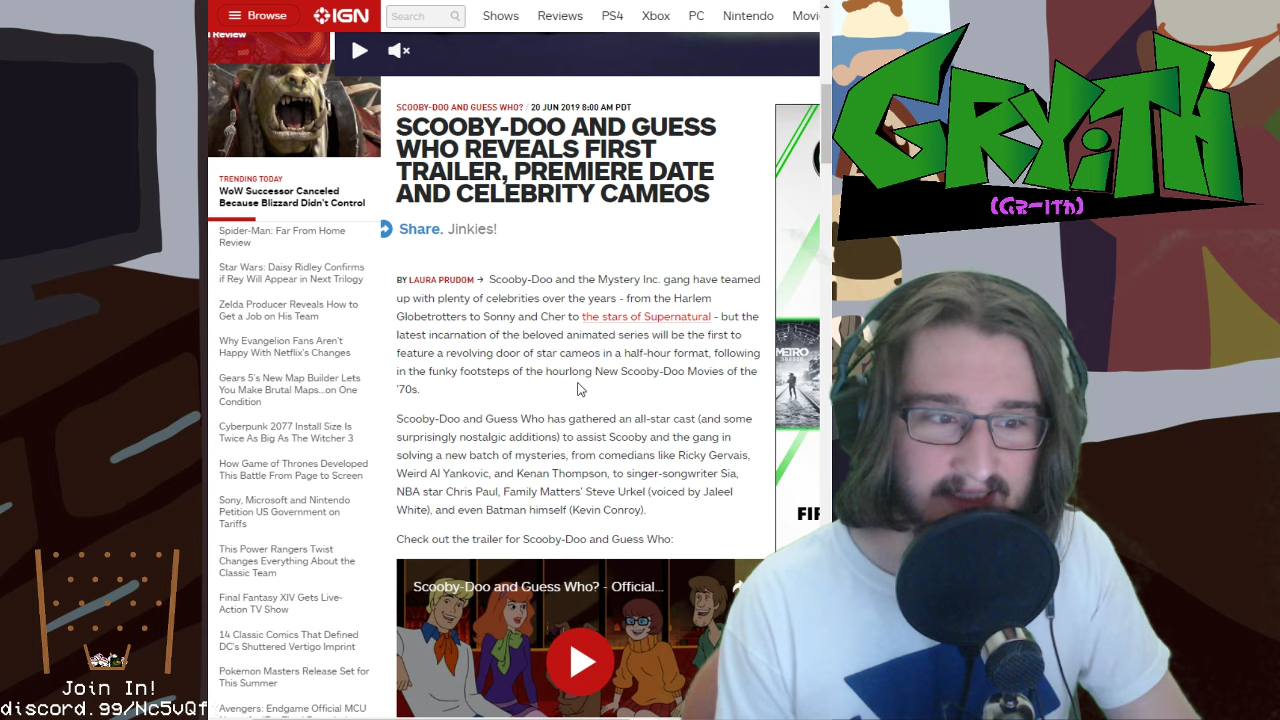 Browse
IGN
Search
Shows
Reviews
PS4
Xbox
PC
Nintendo
Movi
l Review
TRENDING TODAY
WoW Successor Canceled
Because Blizzard Didn't Control
Spider-Man: Far From Home
Review
Star Wars: Daisy Ridley Confirms
if Rey Will Appear in Next Trilogy
Zelda Producer Reveals How to
Get a Job on His Team
Why Evangelion Fans Aren't
Happy With Netflix's Changes
Gears 5's New Map Builder Lets
You Make Brutal Maps...on One
Condition
Cyberpunk 2077 Install Size Is
Twice As Big As The Witcher 3
How Game of Thrones Developed
This Battle From Page to Screen
Sony, Microsoft and Nintendo
Petition US Government on
Tariffs
This Power Rangers Twist
Changes Everything About the
Classic Team
Final Fantasy XIV Gets Live-
Action TV Show
14 Classic Comics That Defined
DC's Shuttered Vertigo Imprint
Pokemon Masters Release Set for
This Summer
Avengers: Endgame Official MCU
SCOOBY-DOO AND GUESS WHO? / 20 JUN 2019 8:00 AM PDT
SCOOBY-DOO AND GUESS
WHO REVEALS FIRST
TRAILER, PREMIERE DATE
AND CELEBRITY CAMEOS
Share. Jinkies!
BY LAURA PRUDOM → Scooby-Doo and the Mystery Inc. gang have teamed
up with plenty of celebrities over the years - from the Harlem
Globetrotters to Sonny and Cher to the stars of Supernatural - but the
latest incarnation of the beloved animated series will be the first to
feature a revolving door of star cameos in a half-hour format, following
in the funky footsteps of the hourlong New Scooby-Doo Movies of the
'70s.
Scooby-Doo and Guess Who has gathered an all-star cast (and some
surprisingly nostalgic additions) to assist Scooby and the gang in
solving a new batch of mysteries, from comedians like Ricky Gervais,
Weird Al Yankovic, and Kenan Thompson, to singer-songwriter Sia,
NBA star Chris Paul, Family Matters' Steve Urkel (voiced by Jaleel
White), and even Batman himself (Kevin Conroy).
Check out the trailer for Scooby-Doo and Guess Who:
Scooby-Doo and Guess Who? - Official...
METRO
FIR
GRYITH
(GR-ITH)
Join In!
discord.gg/Nc5vQf